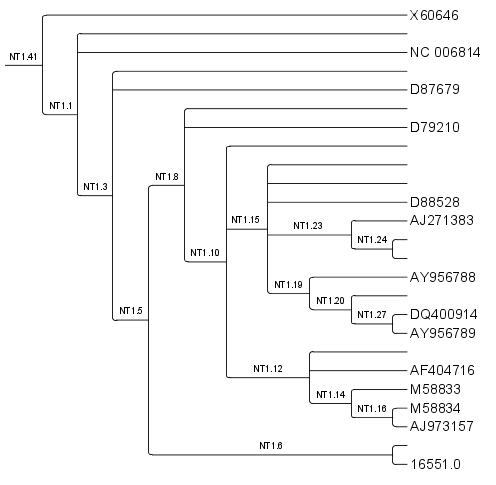 X60646
NT1.41
NC 006814
D87679
NT1.1
D79210
NT1.8
NT1.3
D88528
NT1.15
AJ271383
NT1.23
NT1.24
NT1.10
AY956788
NT1.19
NT1.20
NT1.5
DQ400914
NT1.27
AY956789
NT1.12
AF404716
M58833
NT1.14
M58834
NT1.16
AJ973157
NT1.6
16551.0